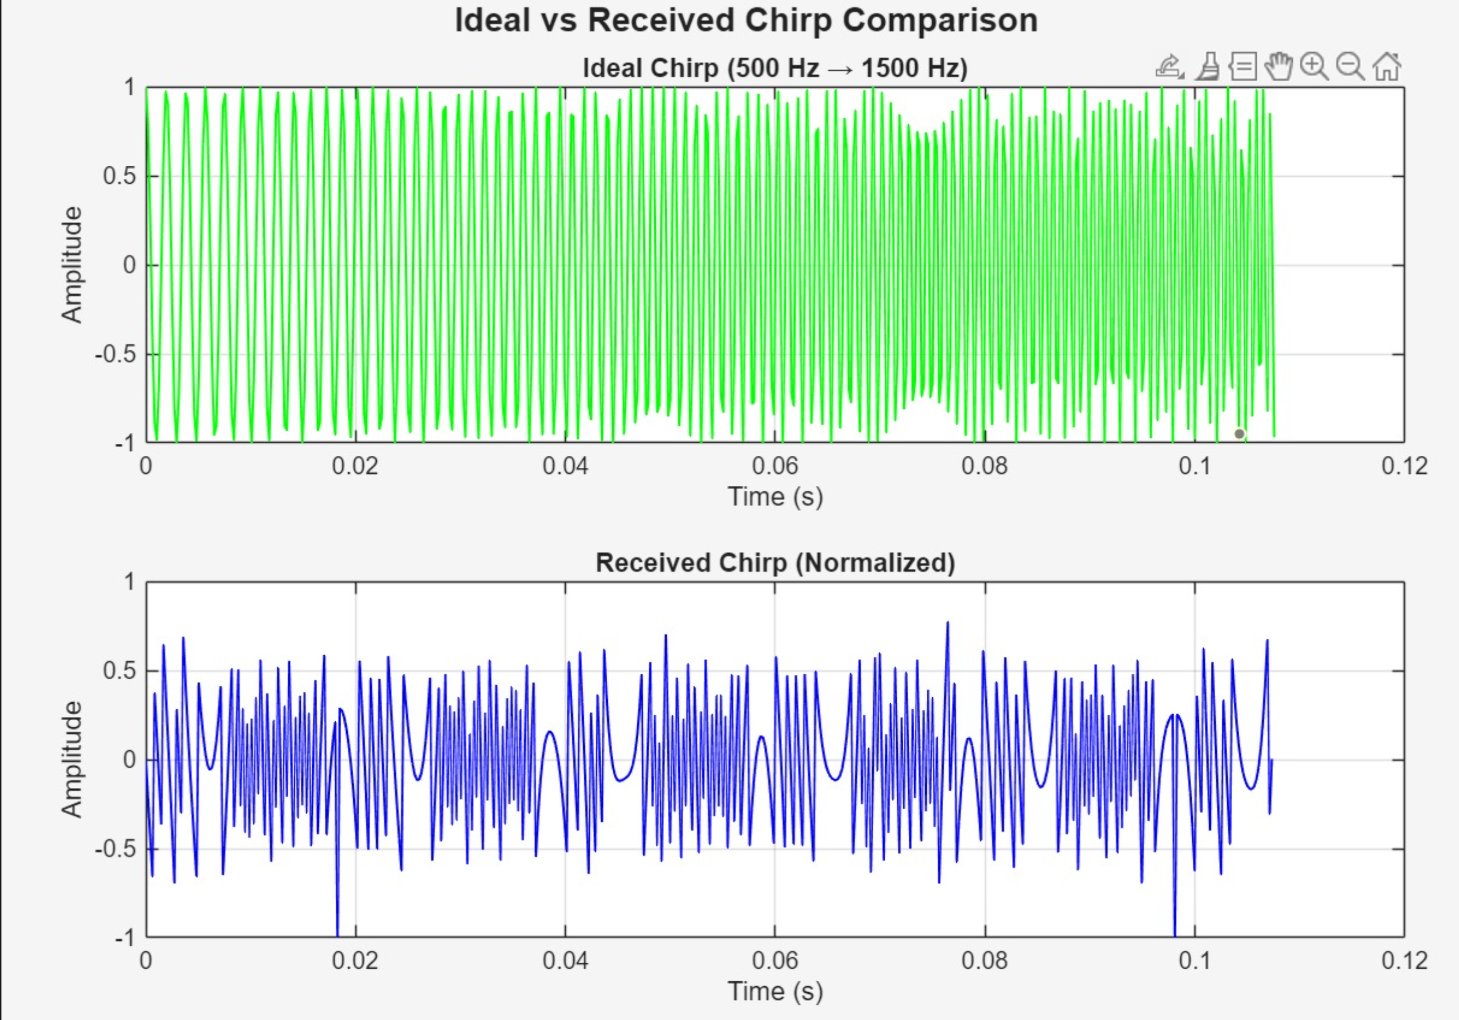 Ideal vs Received Chirp Comparison
Ideal Chirp (500 Hz → 1500 Hz)
1
0.5
0
-0.5
-1
Amplitude
0 0.02 0.04 0.06 0.08 0.1 0.12
Time (s)
Received Chirp (Normalized)
1
0.5
0
-0.5
-1
Amplitude
0 0.02 0.04 0.06 0.08 0.1 0.12
Time (s)